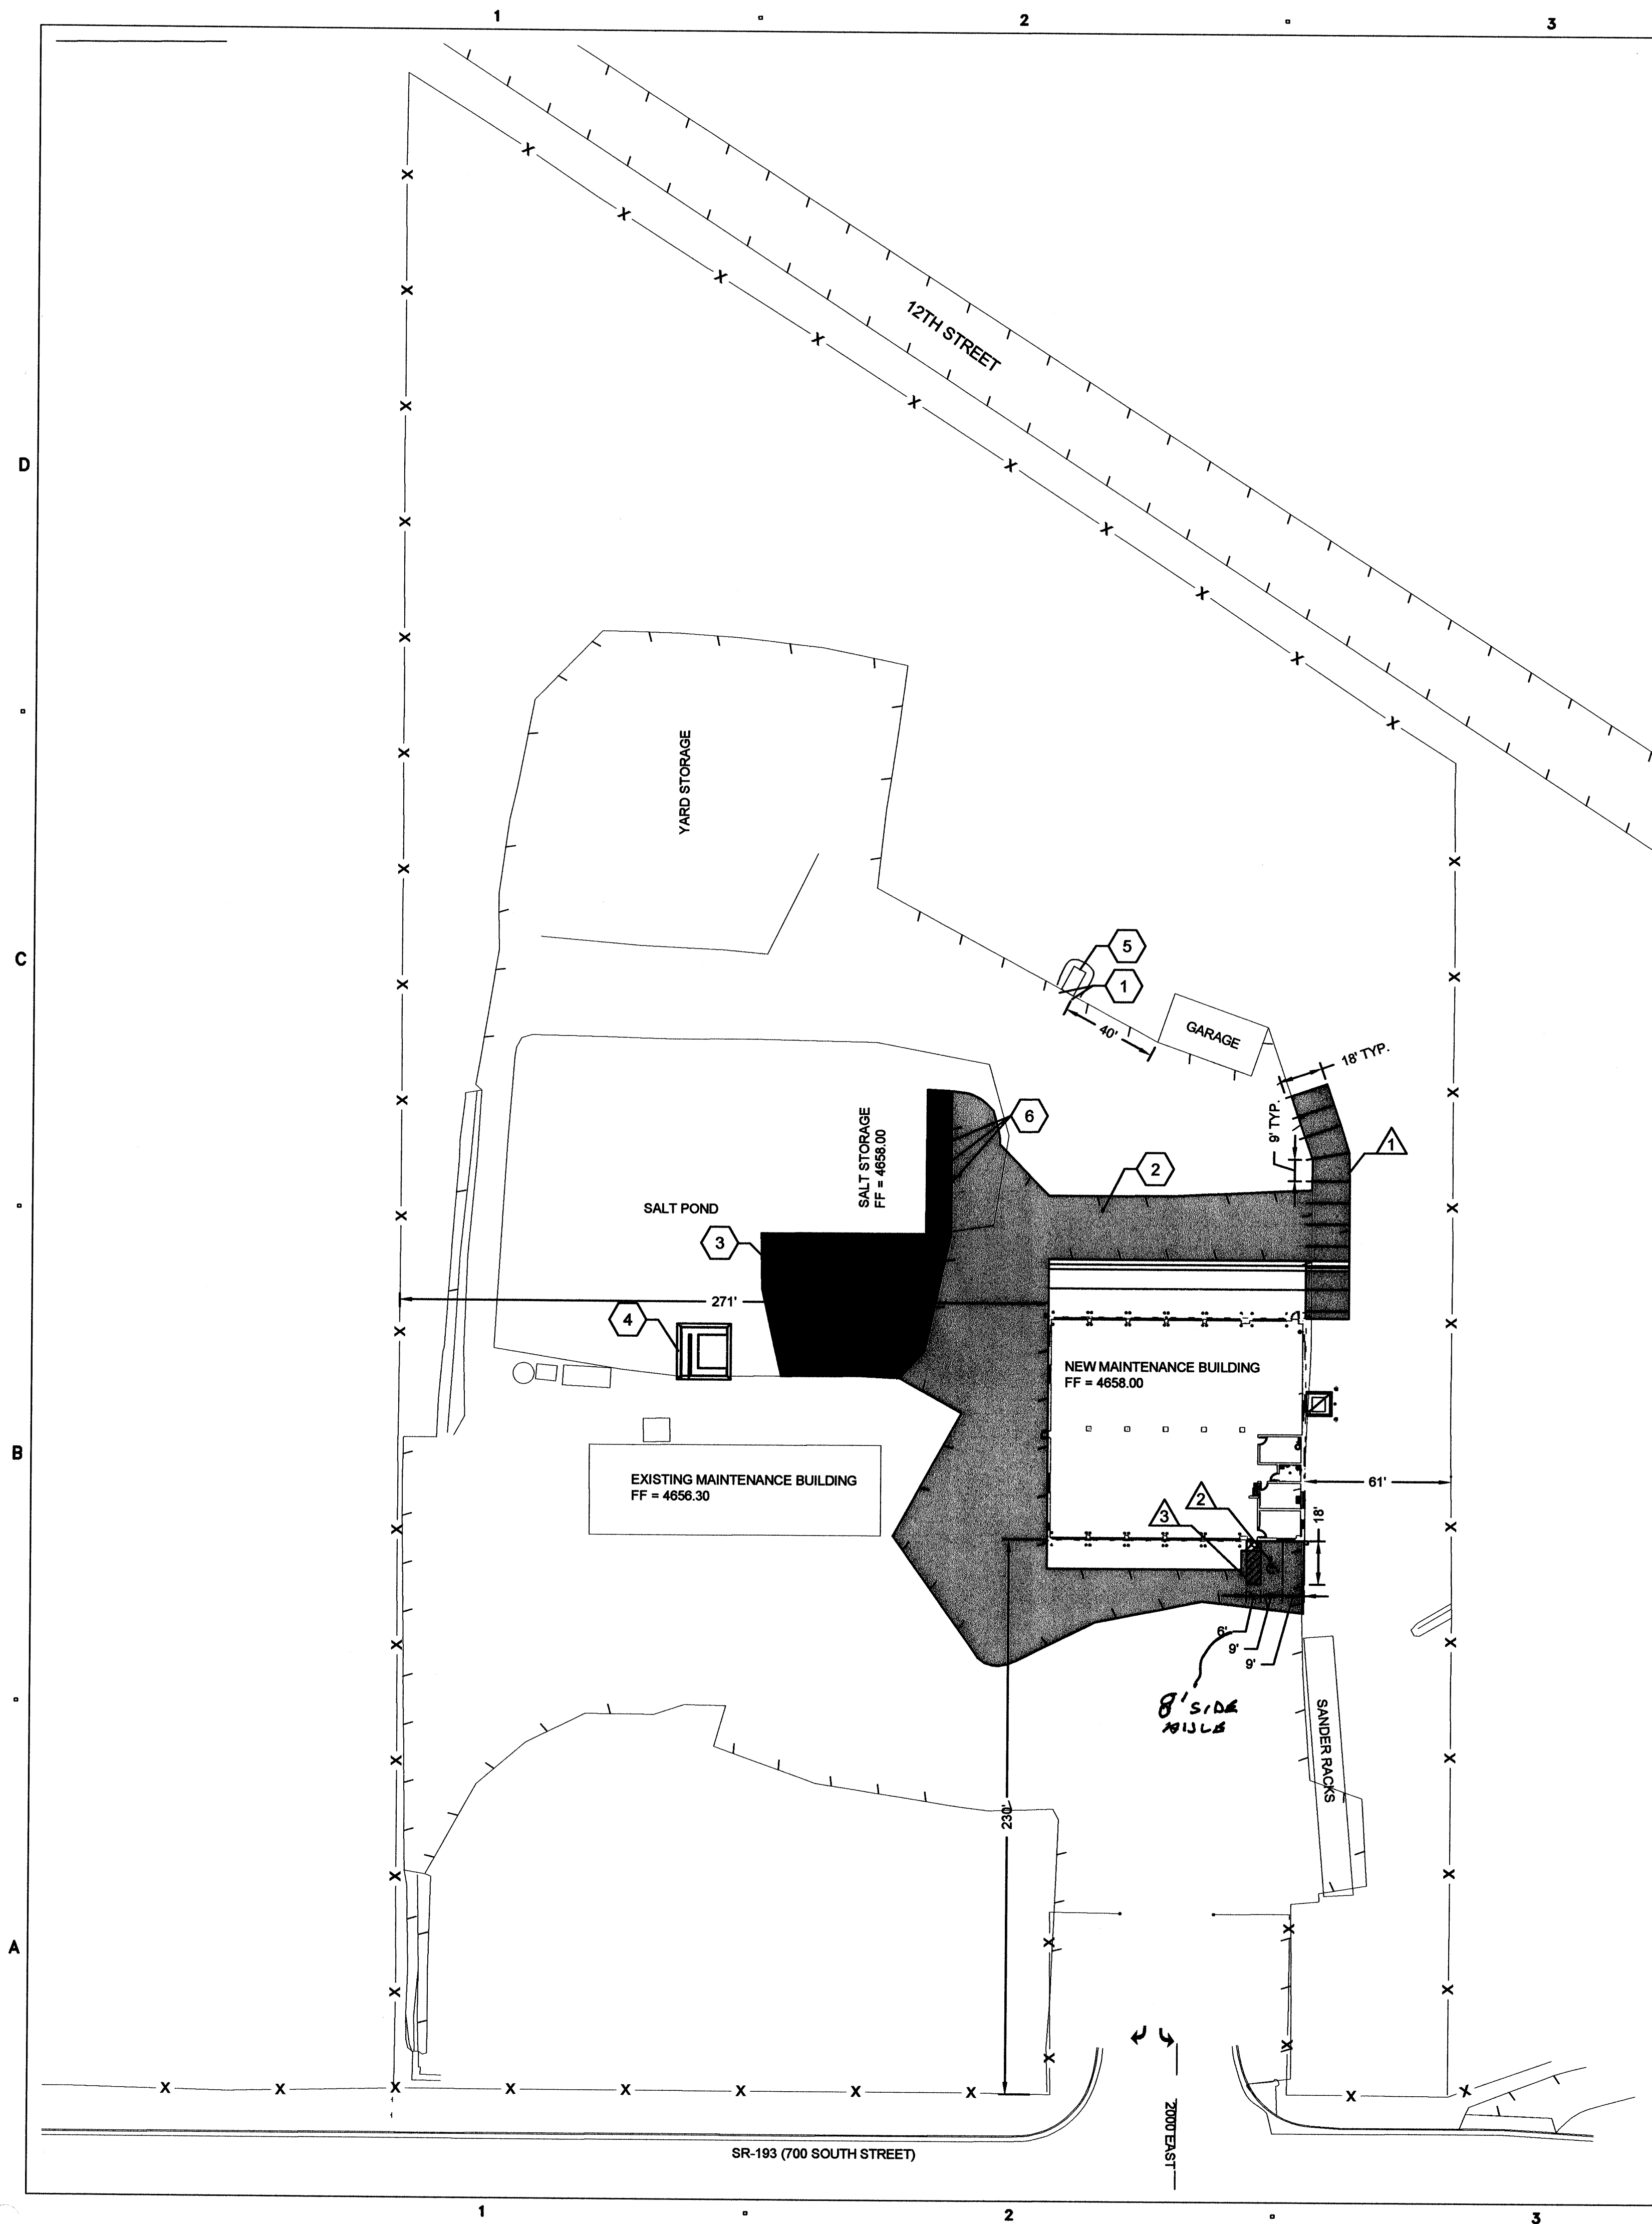 1
2
3
12TH STREET
D
YARD STORAGE
C
5
1
40'
GARAGE
18' TYP.
9' TYP.
1
6
2
SALT STORAGE
FF = 4658.00
SALT POND
3
271'
4
NEW MAINTENANCE BUILDING
FF = 4658.00
B
EXISTING MAINTENANCE BUILDING
FF = 4656.30
61'
2
3
18'
6'
9'
9'
8' SIDE
AISLE
SANDER RACKS
230'
A
2000 EAST
SR-193 (700 SOUTH STREET)
1
2
3